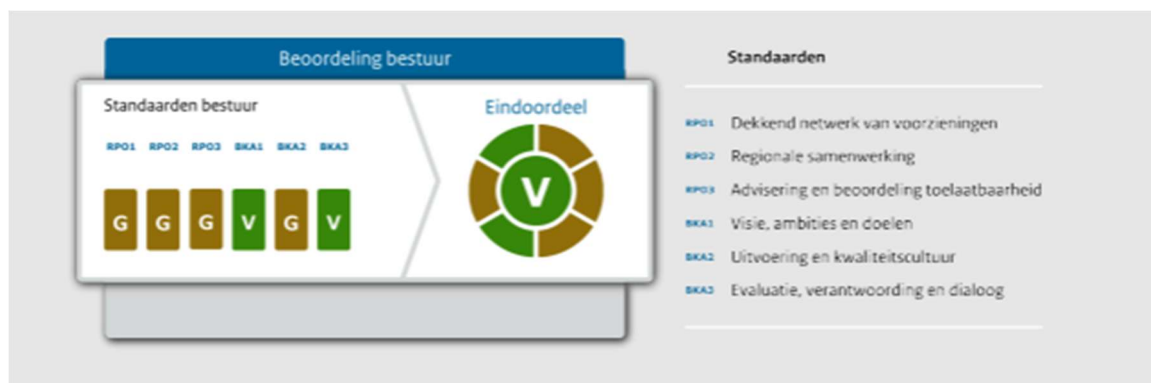 Beoordeling bestuur
Standaarden bestuur
RPO1 RPO2 RPO3 BKA1 BKA2 BKA3
G G G V G V
Eindoordeel
V
Standaarden
RPO1 Dekkend netwerk van voorzieningen
RPO2 Regionale samenwerking
RPO3 Advisering en beoordeling toelaatbaarheid
BKA1 Visie, ambities en doelen
BKA2 Uitvoering en kwaliteitscultuur
BKA3 Evaluatie, verantwoording en dialoog